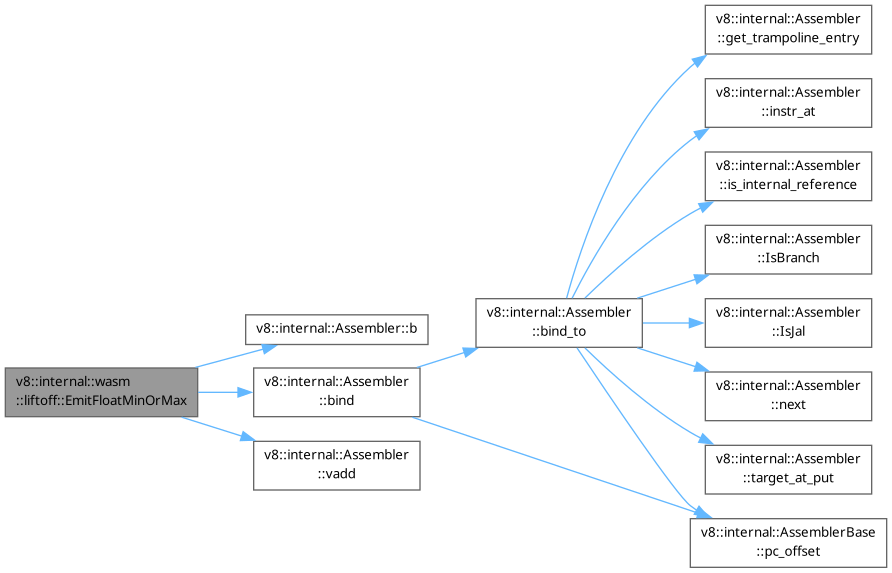 v8::internal::wasm
::liftoff::EmitFloatMinOrMax
v8::internal::Assembler::b
v8::internal::Assembler
::bind
v8::internal::Assembler
::vadd
v8::internal::Assembler
::bind_to
v8::internal::Assembler
::get_trampoline_entry
v8::internal::Assembler
::instr_at
v8::internal::Assembler
::is_internal_reference
v8::internal::Assembler
::IsBranch
v8::internal::Assembler
::IsJal
v8::internal::Assembler
::next
v8::internal::Assembler
::target_at_put
v8::internal::AssemblerBase
::pc_offset